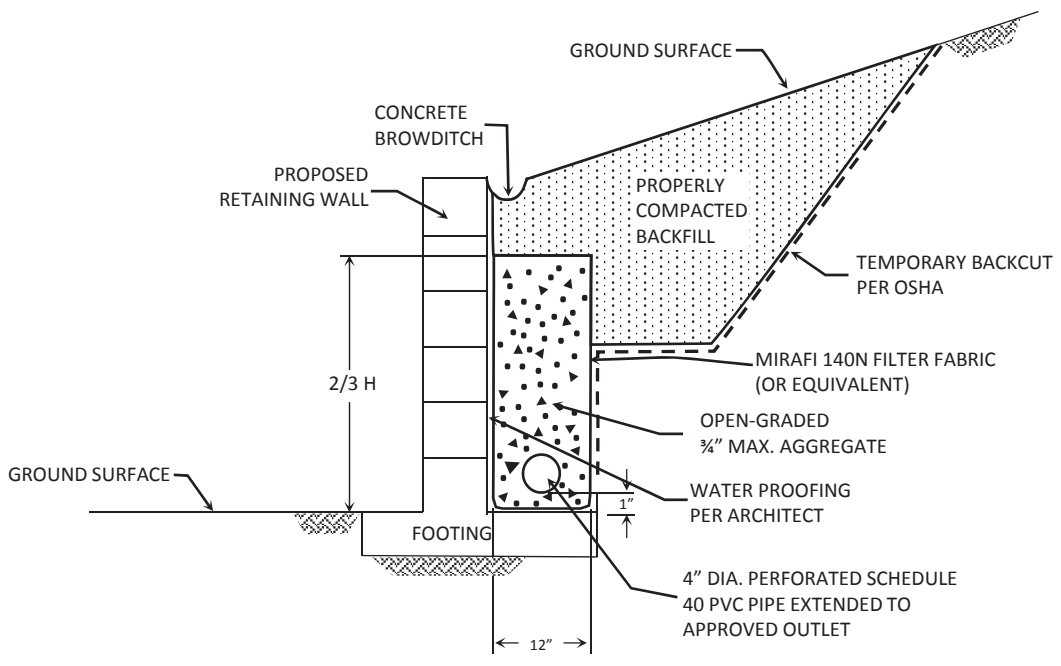 GROUND SURFACE
CONCRETE
BROWDITCH
PROPOSED
RETAINING WALL
PROPERLY
COMPACTED
BACKFILL
TEMPORARY BACKCUT
PER OSHA
2/3 H
MIRAFI 140N FILTER FABRIC
(OR EQUIVALENT)
OPEN-GRADED
¾” MAX. AGGREGATE
GROUND SURFACE
WATER PROOFING
PER ARCHITECT
1”
FOOTING
4” DIA. PERFORATED SCHEDULE
40 PVC PIPE EXTENDED TO
APPROVED OUTLET
12”